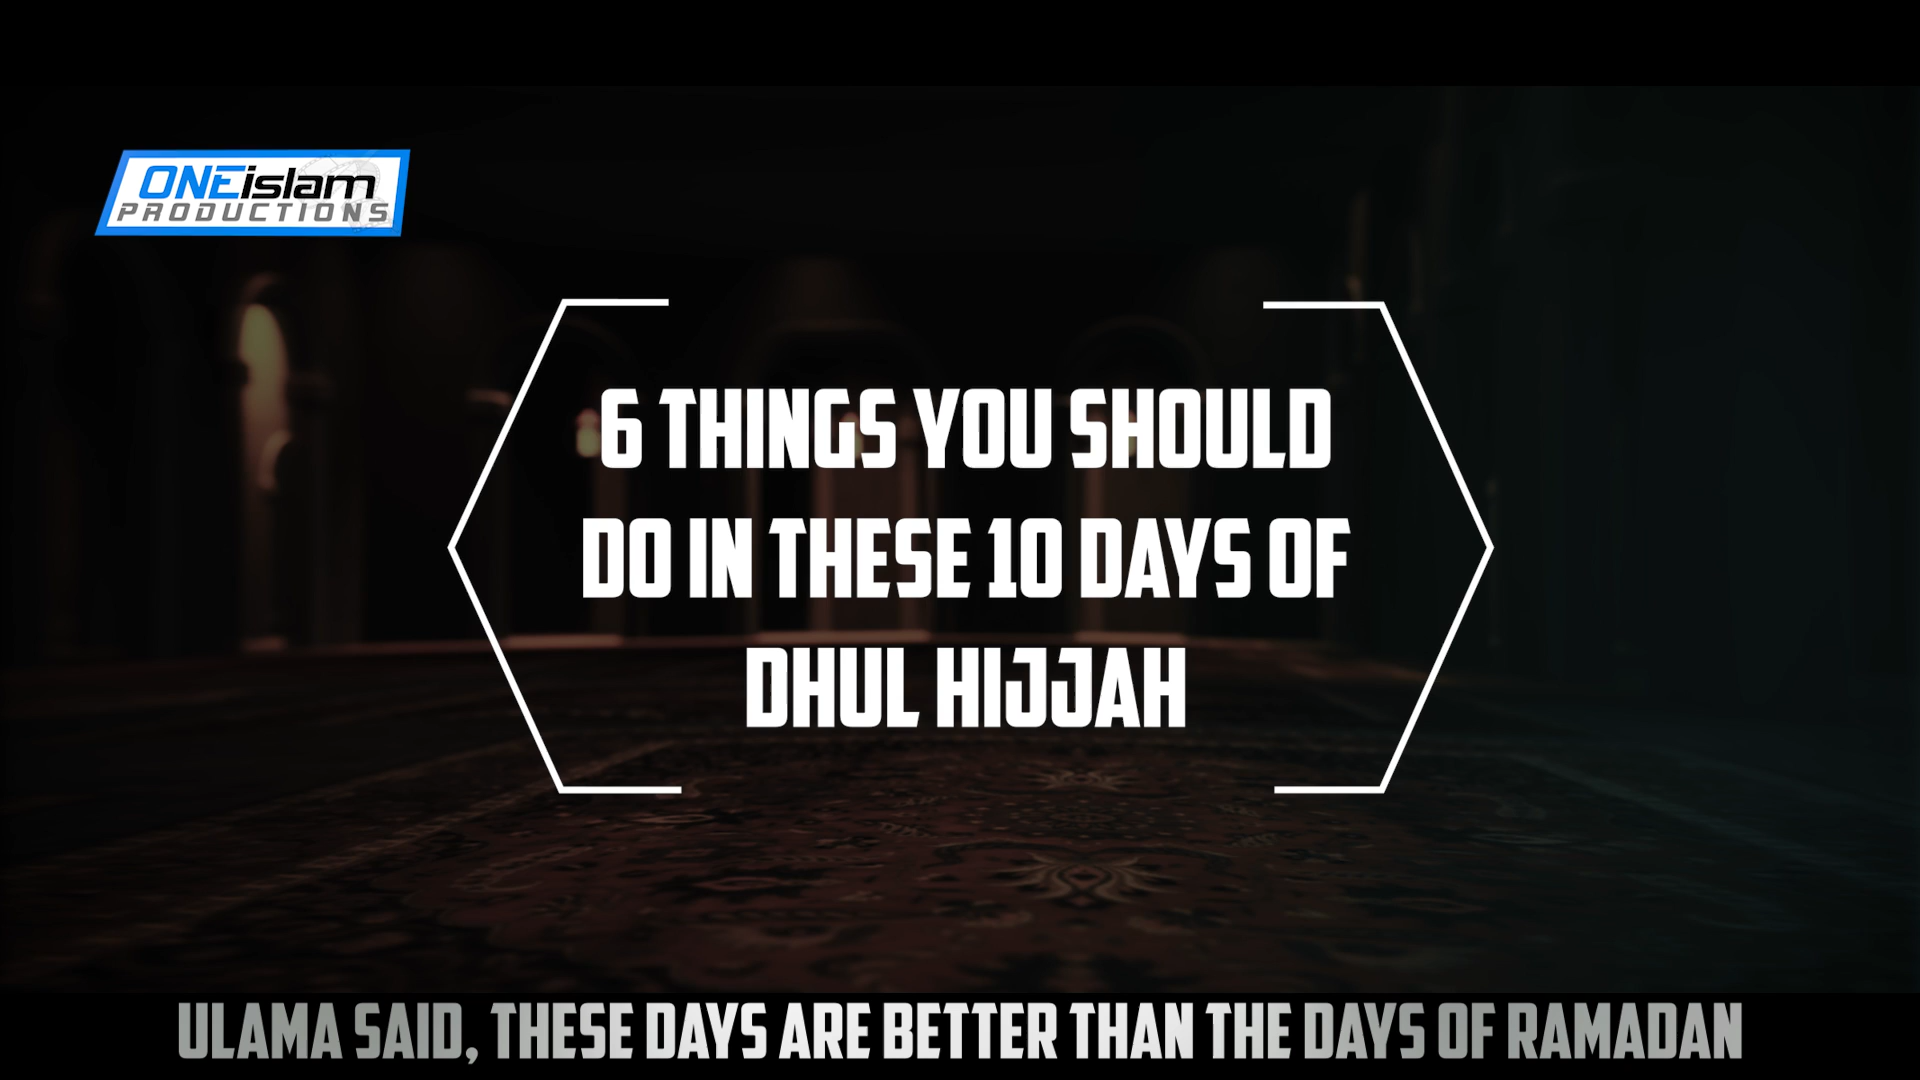 ONEislam
PRODUCTIONS
6 THINGS YOU SHOULD
DO IN THESE 10 DAYS OF
DHUL HIJJAH
ULAMA SAID, THESE DAYS ARE BETTER THAN THE DAYS OF RAMADAN